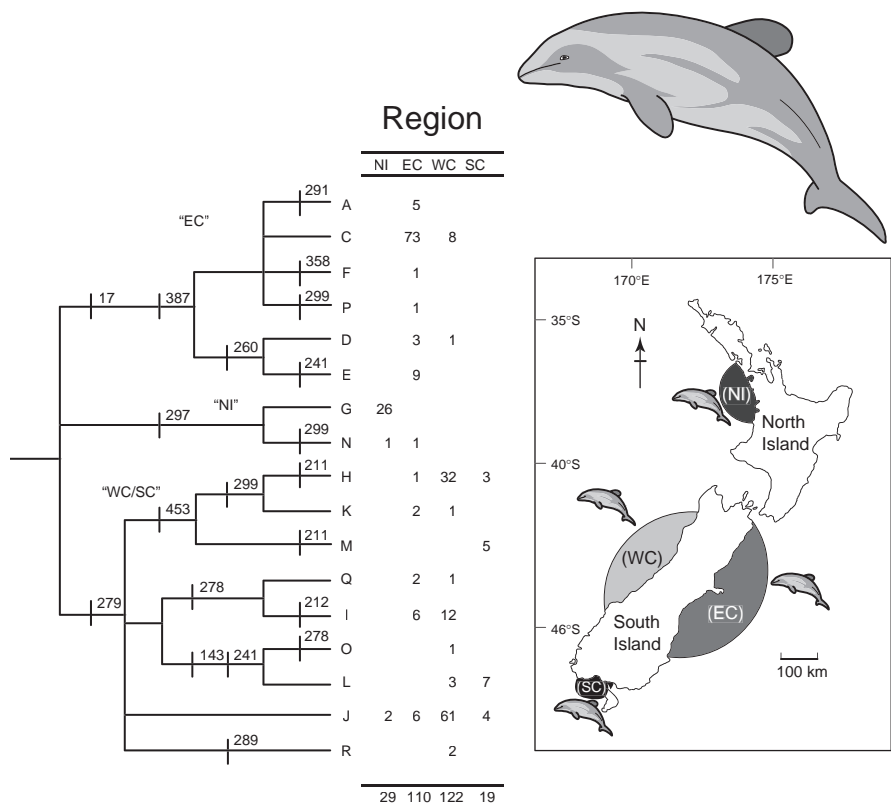 Region
NI EC WC SC
291
A 5
"EC"
C 73 8
358
F 1
17 387 299
P 1
D 3 1
260
241
E 9
"NI"
G 26
297
299
N 1 1
211
H 1 32 3
"WC/SC"
299
K 2 1
453
211
M 5
Q 2 1
278
279
212
I 6 12
278
O 1
143 241
L 3 7
J 2 6 61 4
289
R 2
29 110 122 19
170°E 175°E
35°S
N
(NI)
North
Island
40°S
(WC)
(EC)
South
Island
46°S
100 km
SC